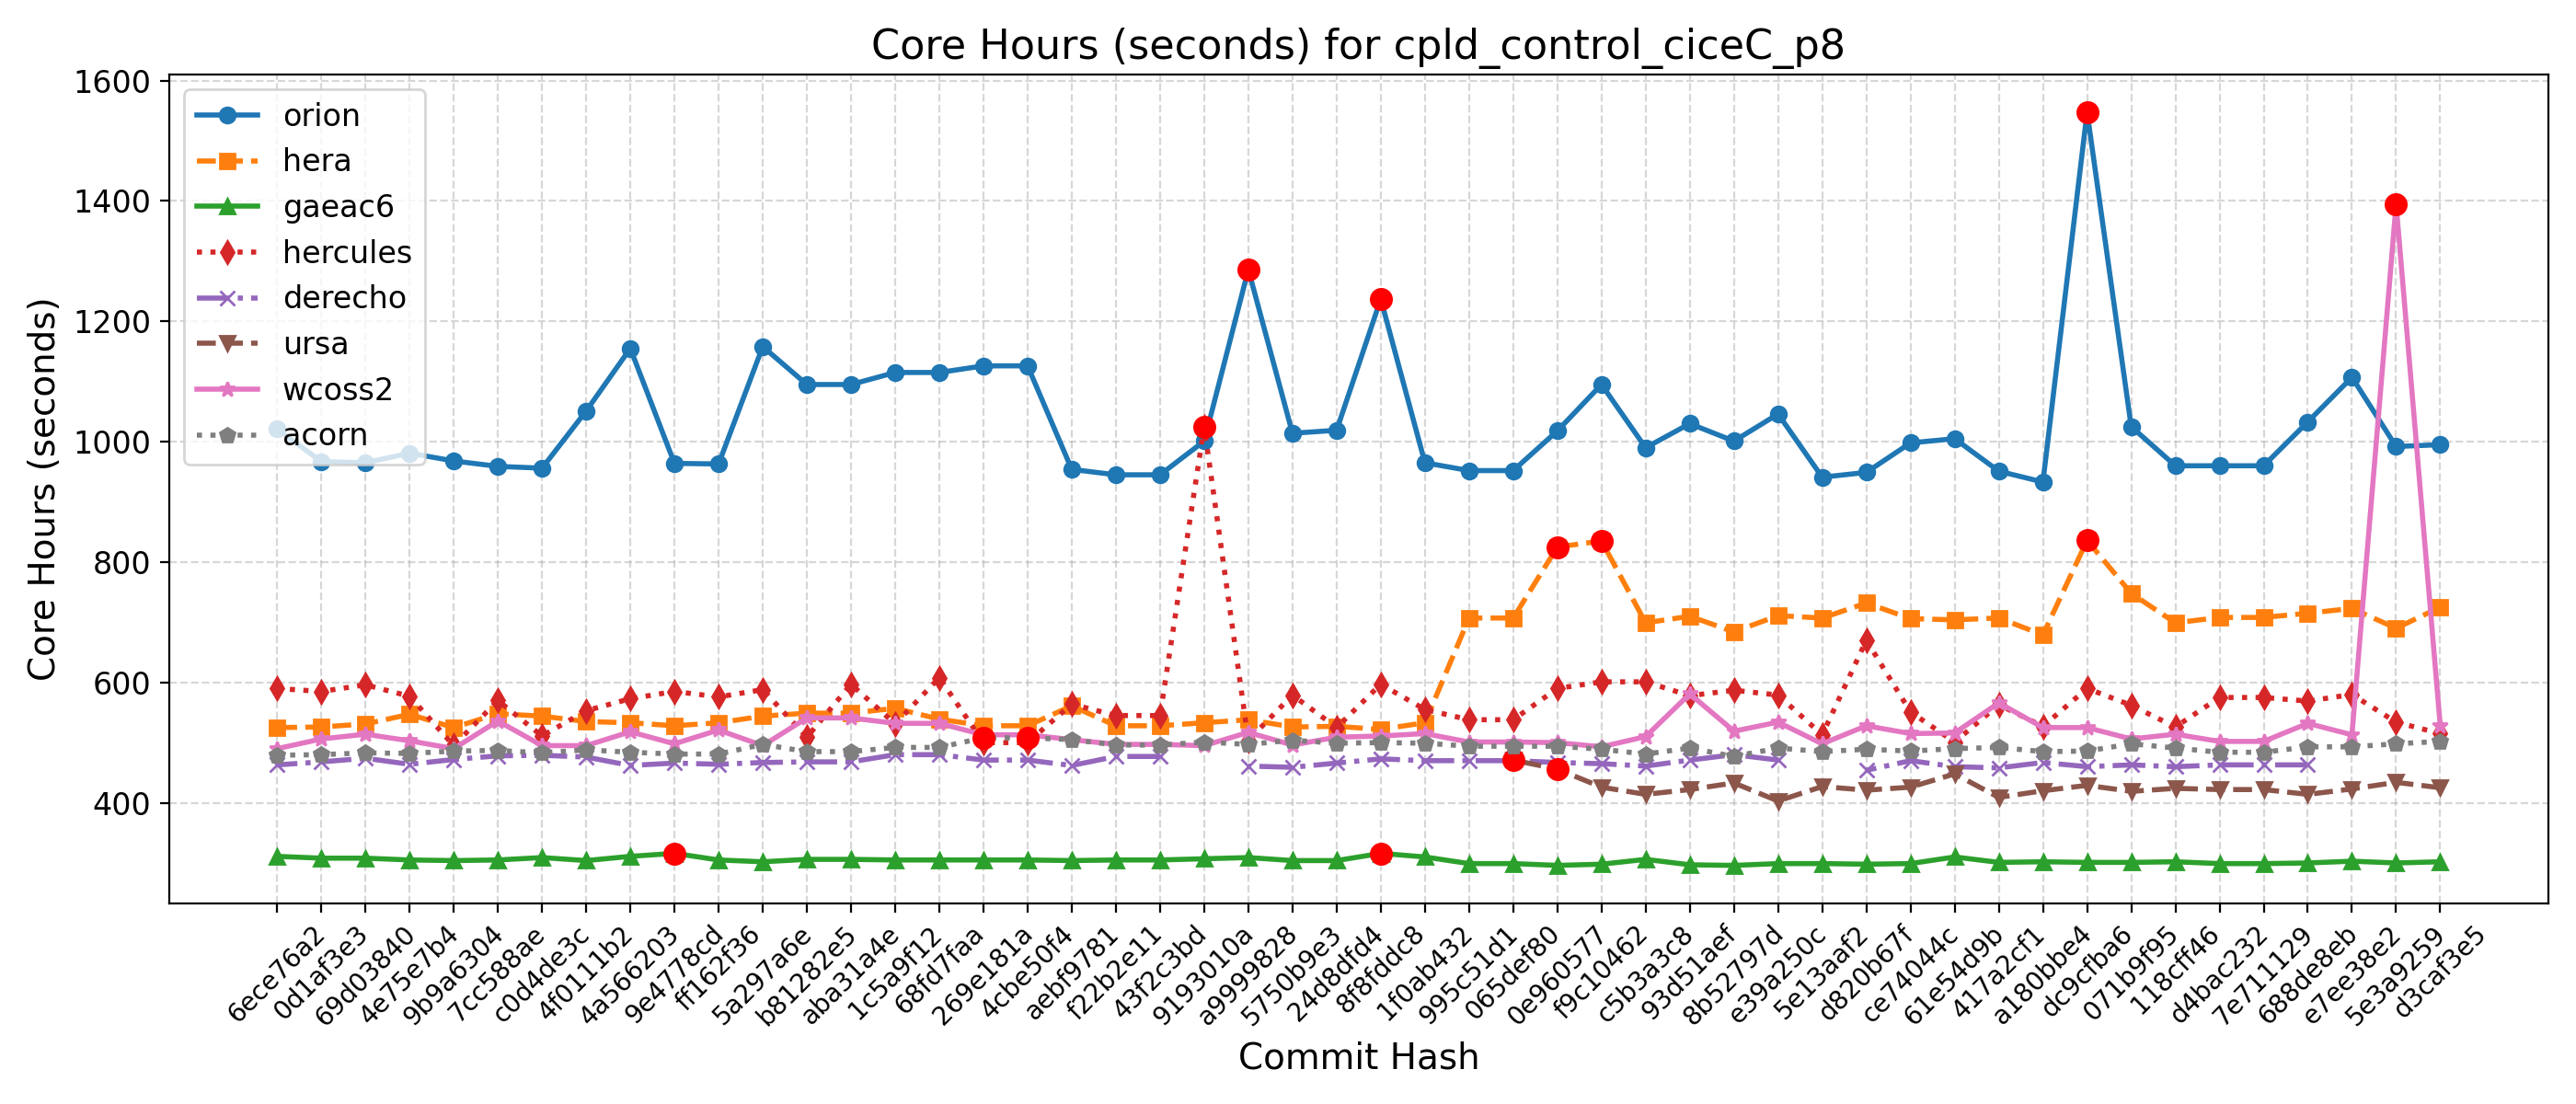 Core Hours (seconds) for cpld_control_ciceC_p8
Core Hours (seconds)
1600
1400
1200
1000
800
600
400
orion
hera
gaeac6
hercules
derecho
ursa
wcoss2
acorn
6ece76a2
0d1af3e3
69d03840
4e75e7b4
9b9a6304
7cc588ae
c0d4de3c
4f0111b2
4a566203
9e4778cd
ff162f36
5a297a6e
b81282e5
aba31a4e
1c5a9f12
68fd7faa
269e181a
4cbe50f4
aebf9781
f22b2e11
43f2c3bd
9193010a
a9999828
5750b9e3
24d8dfd4
8f8fddc8
1f0ab432
995c51d1
065def80
0e960577
f9c10462
c5b3a3c8
93d51aef
8b52797d
e39a250c
5e13aaf2
d820b67f
ce74044c
61e54d9b
417a2cf1
a180bbe4
dc9cfba6
071b9f95
118cff46
d4bac232
7e711129
688de8eb
e7ee38e2
5e3a9259
d3caf3e5
Commit Hash